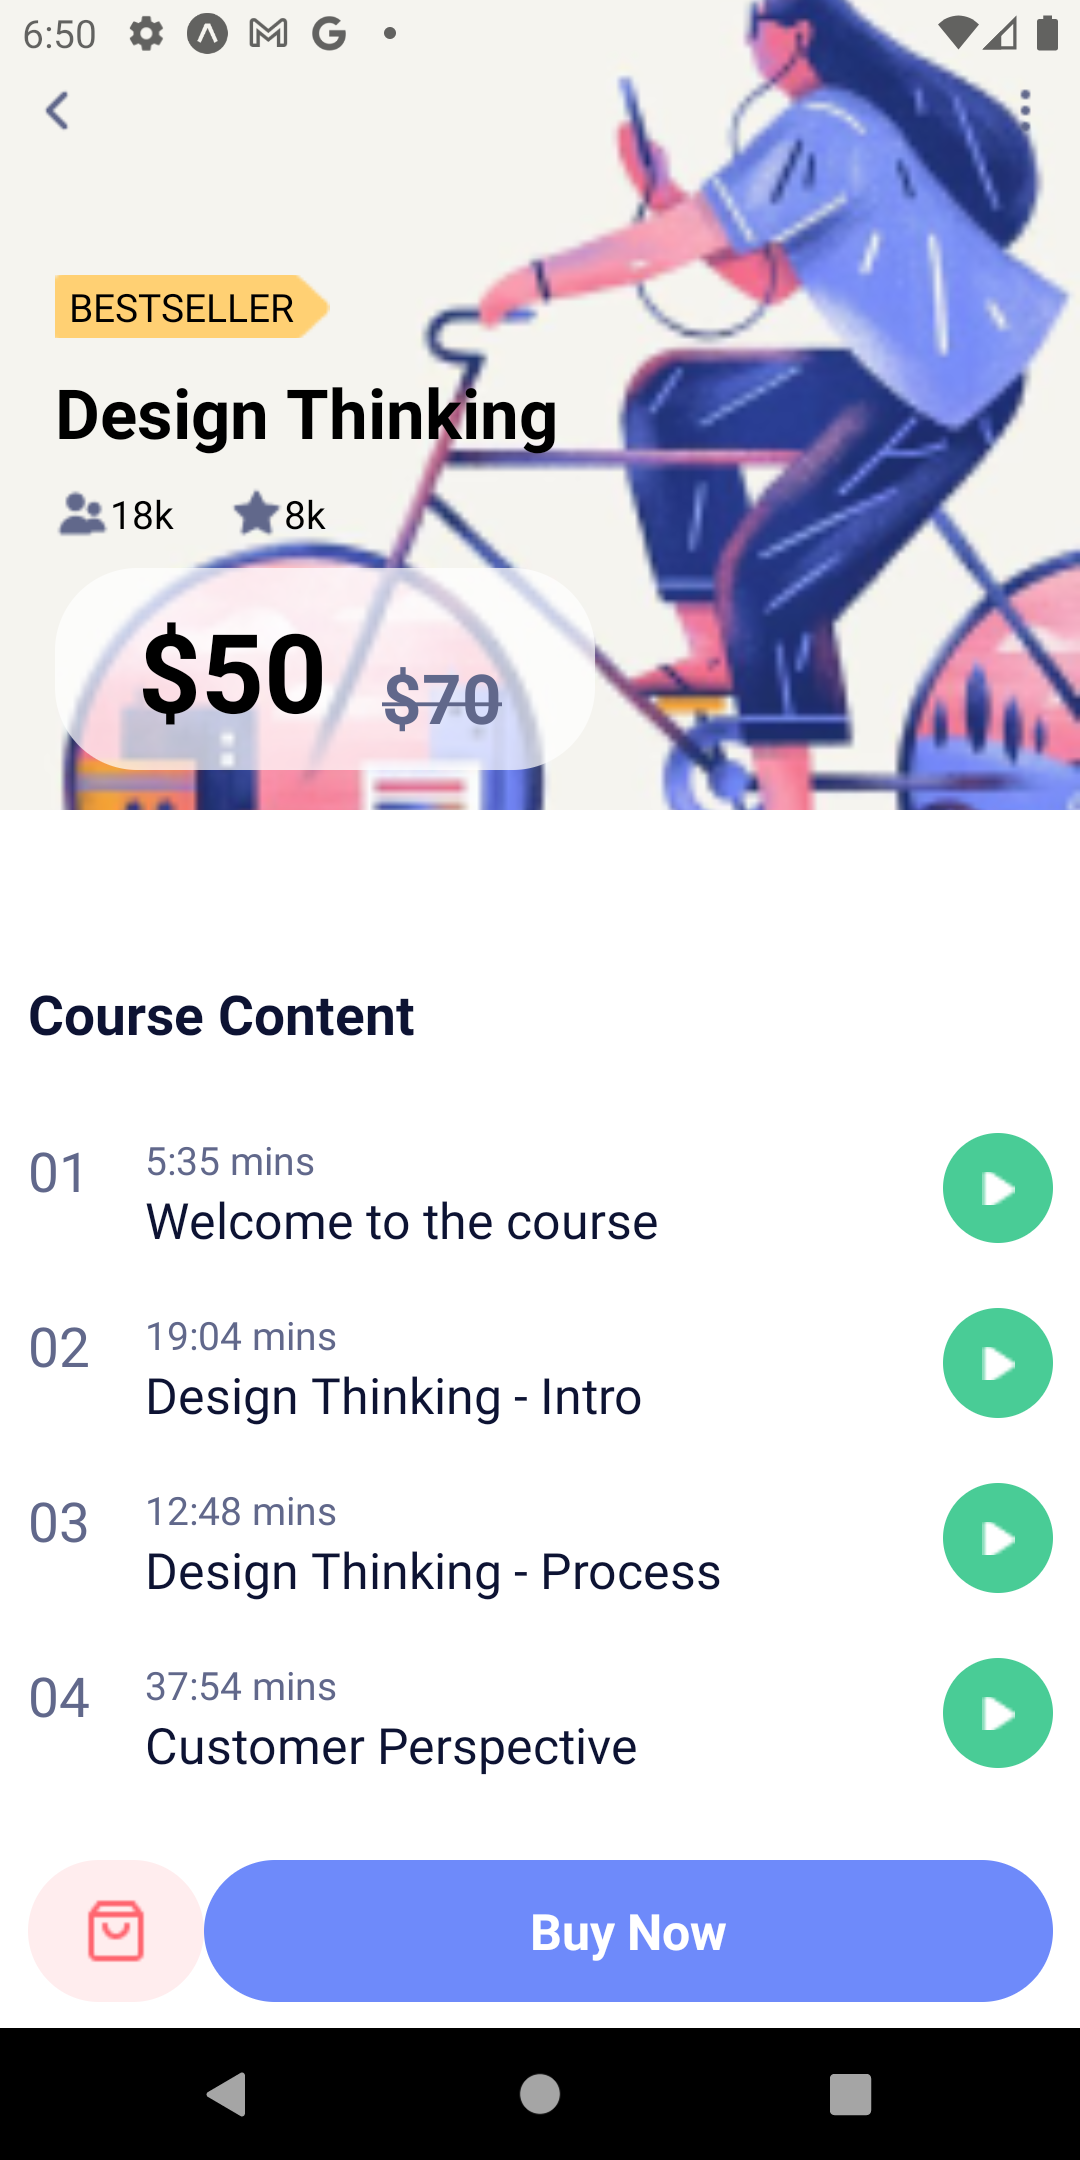 6:50
BESTSELLER
Design Thinking
18k 8k
$50 $70
Course Content
01 5:35 mins
Welcome to the course
02 19:04 mins
Design Thinking - Intro
03 12:48 mins
Design Thinking - Process
04 37:54 mins
Customer Perspective
Buy Now